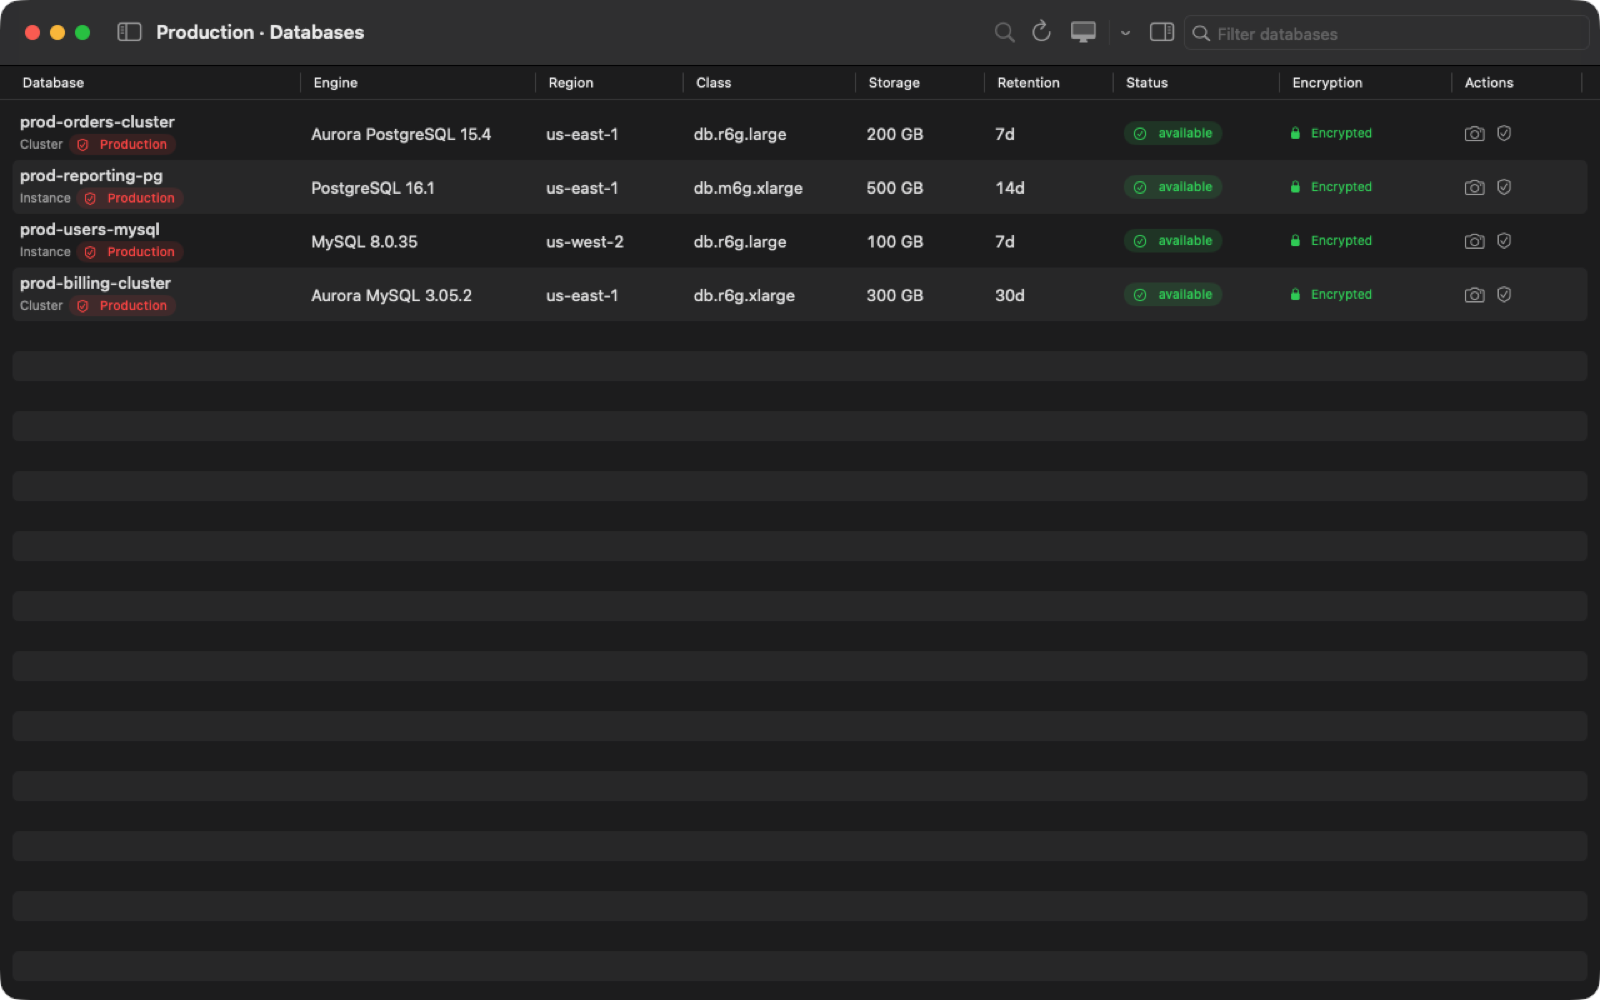 Production · Databases
Filter databases
Database Engine Region Class Storage Retention Status Encryption Actions
prod-orders-cluster
Cluster Production
Aurora PostgreSQL 15.4 us-east-1 db.r6g.large 200 GB 7d available Encrypted
prod-reporting-pg
Instance Production
PostgreSQL 16.1 us-east-1 db.m6g.xlarge 500 GB 14d available Encrypted
prod-users-mysql
Instance Production
MySQL 8.0.35 us-west-2 db.r6g.large 100 GB 7d available Encrypted
prod-billing-cluster
Cluster Production
Aurora MySQL 3.05.2 us-east-1 db.r6g.xlarge 300 GB 30d available Encrypted